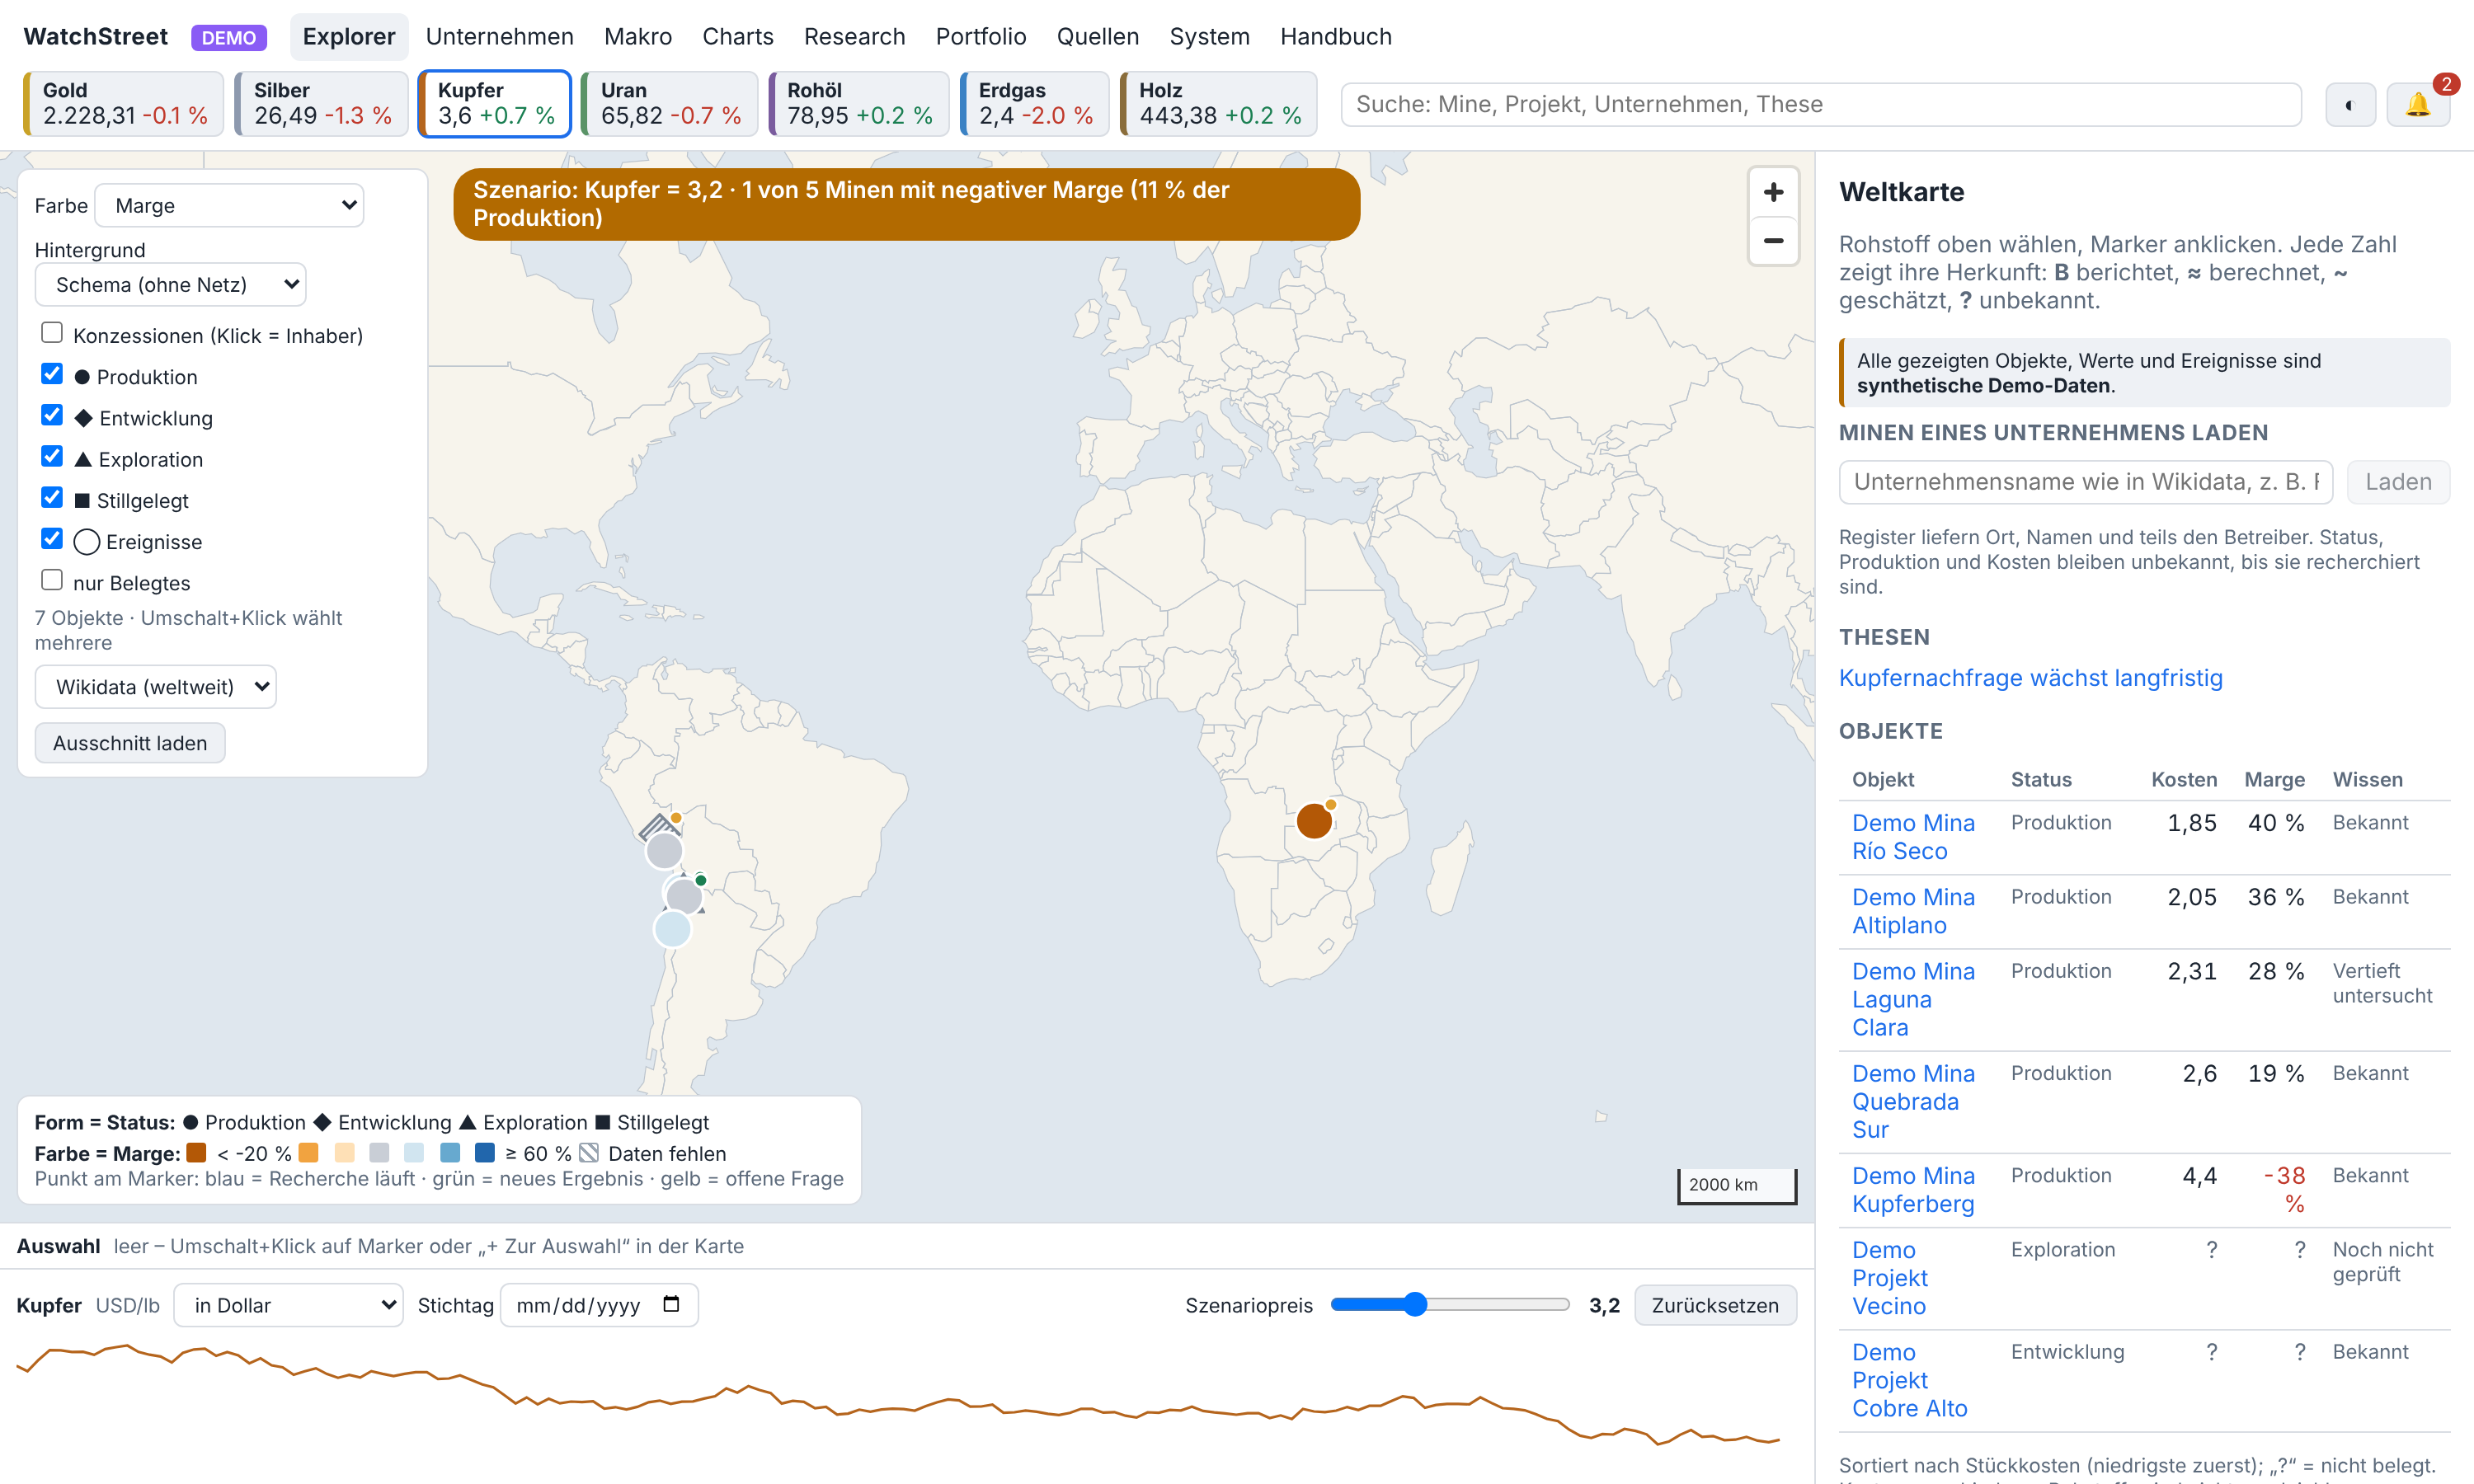 WatchStreet DEMO Explorer Unternehmen Makro Charts Research Portfolio Quellen System Handbuch
Gold
2.228,31 -0.1 %
Silber
26,49 -1.3 %
Kupfer
3,6 +0.7 %
Uran
65,82 -0.7 %
Rohöl
78,95 +0.2 %
Erdgas
2,4 -2.0 %
Holz
443,38 +0.2 %
Suche: Mine, Projekt, Unternehmen, These
2
Farbe Marge
Hintergrund
Schema (ohne Netz)
Konzessionen (Klick = Inhaber)
Produktion
Entwicklung
Exploration
Stillgelegt
Ereignisse
nur Belegtes
7 Objekte · Umschalt+Klick wählt
mehrere
Wikidata (weltweit)
Ausschnitt laden
Szenario: Kupfer = 3,2 · 1 von 5 Minen mit negativer Marge (11 % der
Produktion)
+
−
Form = Status: ● Produktion ◆ Entwicklung ▲ Exploration ■ Stillgelegt
Farbe = Marge: < -20 % ≥ 60 % Daten fehlen
Punkt am Marker: blau = Recherche läuft · grün = neues Ergebnis · gelb = offene Frage
2000 km
Auswahl leer – Umschalt+Klick auf Marker oder „+ Zur Auswahl“ in der Karte
Kupfer USD/lb in Dollar Stichtag mm/dd/yyyy Szenariopreis 3,2 Zurücksetzen
Weltkarte
Rohstoff oben wählen, Marker anklicken. Jede Zahl
zeigt ihre Herkunft: B berichtet, ≈ berechnet, ~
geschätzt, ? unbekannt.
Alle gezeigten Objekte, Werte und Ereignisse sind
synthetische Demo-Daten.
MINEN EINES UNTERNEHMENS LADEN
Unternehmensname wie in Wikidata, z. B. Laden
Register liefern Ort, Namen und teils den Betreiber. Status,
Produktion und Kosten bleiben unbekannt, bis sie recherchiert
sind.
THESEN
Kupfernachfrage wächst langfristig
OBJEKTE
Objekt Status Kosten Marge Wissen
Demo Mina Produktion 1,85 40 % Bekannt
Río Seco
Demo Mina Produktion 2,05 36 % Bekannt
Altiplano
Demo Mina Produktion 2,31 28 % Vertieft
Laguna untersucht
Clara
Demo Mina Produktion 2,6 19 % Bekannt
Quebrada
Sur
Demo Mina Produktion 4,4 -38 Bekannt
Kupferberg %
Demo Exploration ? ? Noch nicht
Projekt geprüft
Vecino
Demo Entwicklung ? ? Bekannt
Projekt
Cobre Alto
Sortiert nach Stückkosten (niedrigste zuerst); „?“ = nicht belegt.